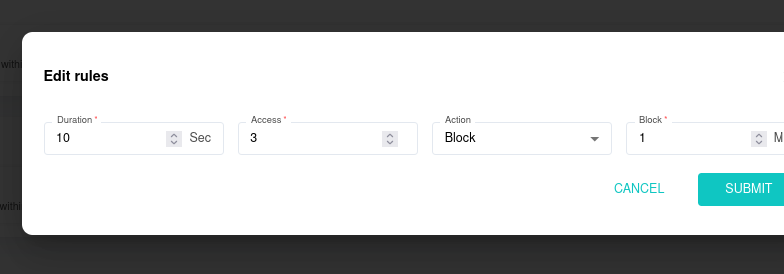 Edit rules
Duration *
Access *
Action
Block *
10
Sec
3
Block
1
CANCEL
SUBMIT